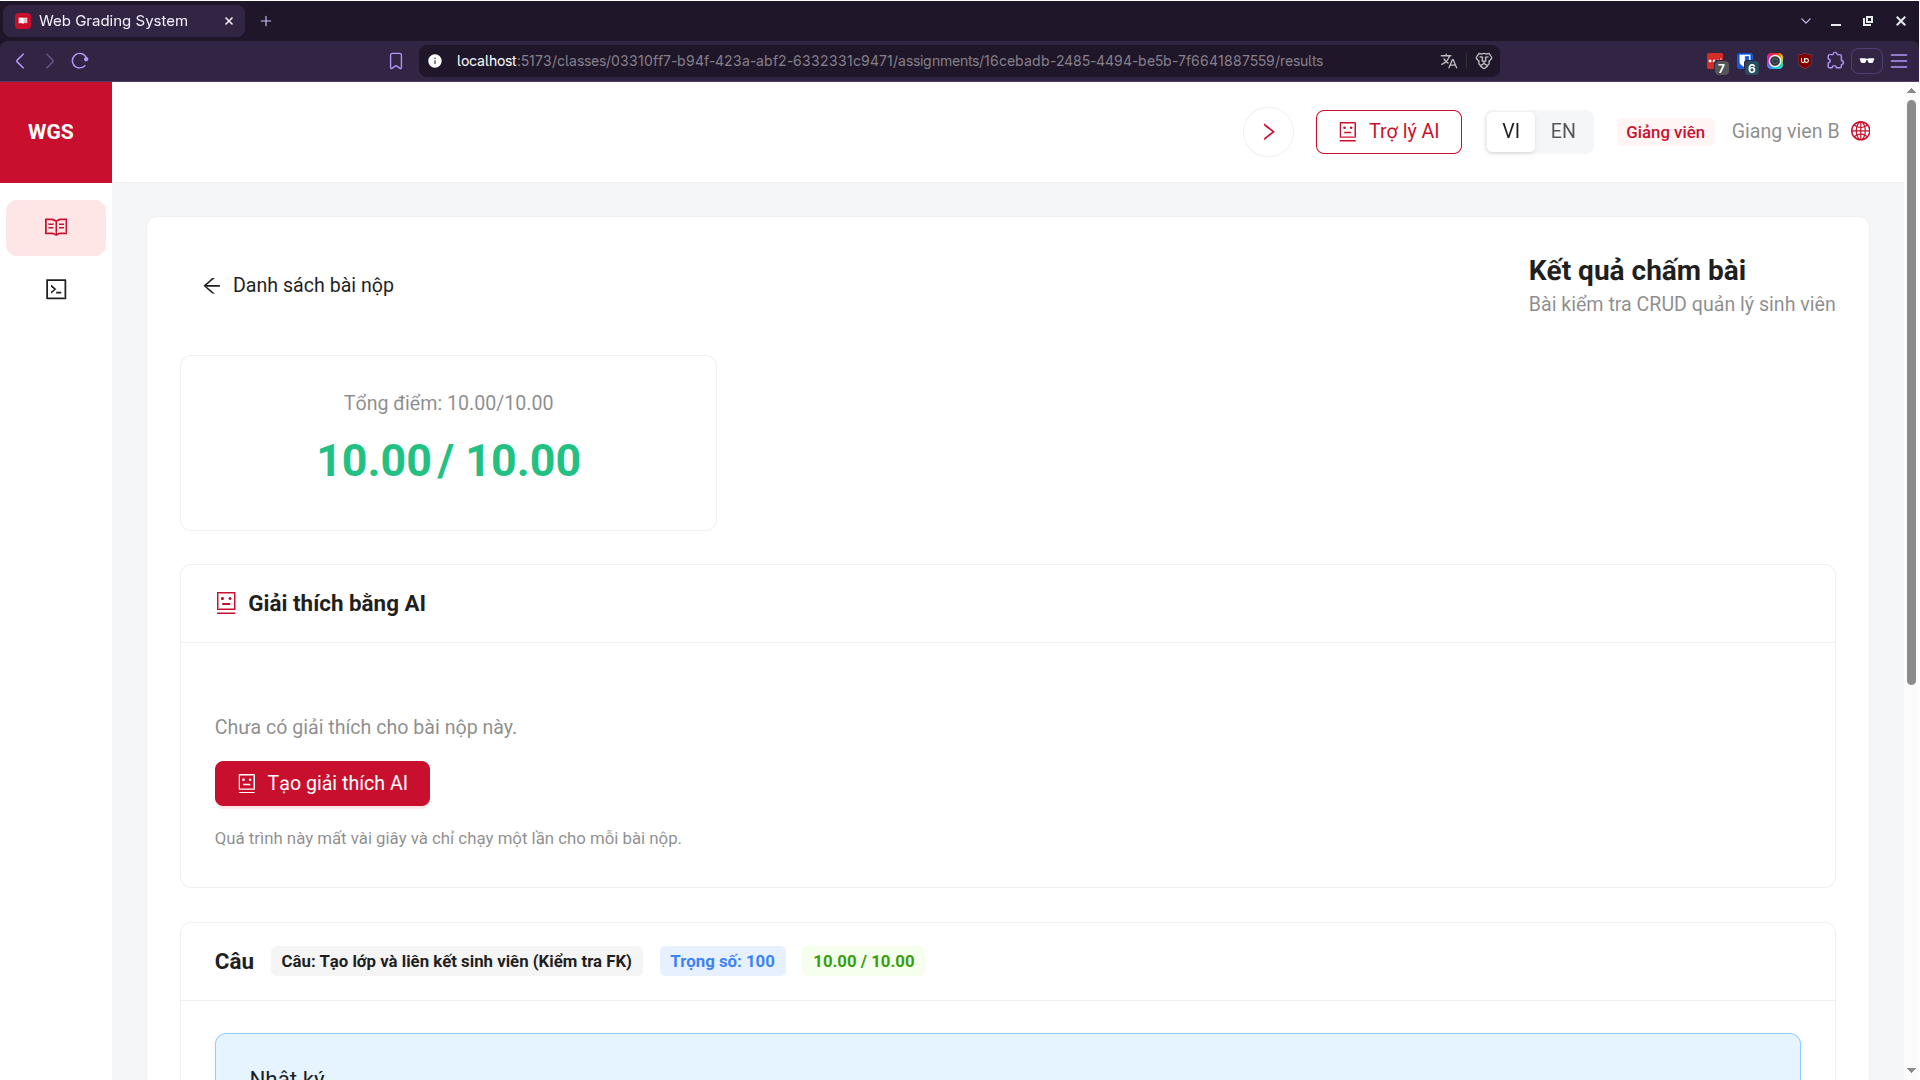 Web Grading System
localhost:5173/classes/03310ff7-b94f-423a-abf2-6332331c9471/assignments/16cebadb-2485-4494-be5b-7f6641887559/results
7
6
WGS
Trợ lý AI
VI
EN
Giảng viên
Giang vien B
Danh sách bài nộp
Kết quả chấm bài
Bài kiểm tra CRUD quản lý sinh viên
Tổng điểm: 10.00/10.00
10.00 / 10.00
Giải thích bằng AI
Chưa có giải thích cho bài nộp này.
Tạo giải thích AI
Quá trình này mất vài giây và chỉ chạy một lần cho mỗi bài nộp.
Câu
Câu: Tạo lớp và liên kết sinh viên (Kiểm tra FK)
Trọng số: 100
10.00 / 10.00
Nhật ký